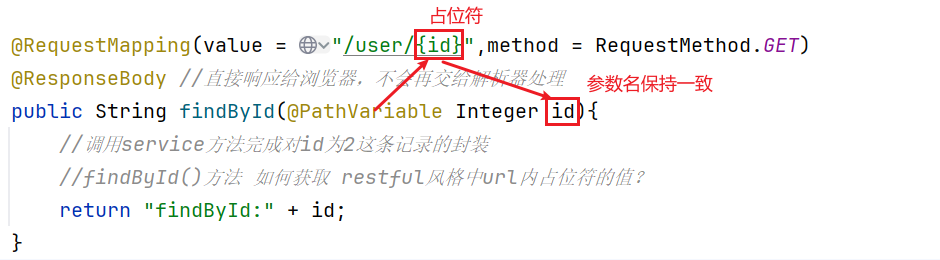 占位符
@RequestMapping(value = "/user/{id}",method = RequestMethod.GET)
@ResponseBody //直接响应给浏览器，不会再交给解析器处理
参数名保持一致
public String findById(@PathVariable Integer id){
//调用service方法完成对id为2这条记录的封装
//findById()方法 如何获取 restful风格中url内占位符的值？
return "findById:" + id;
}